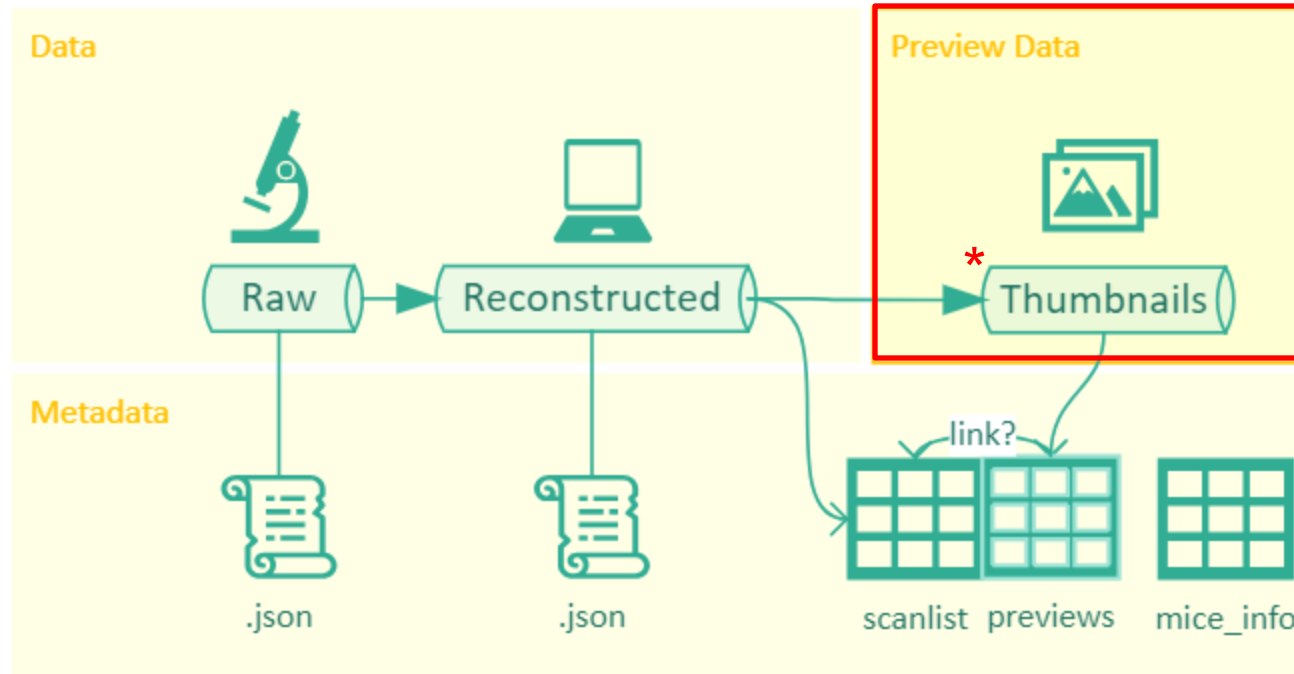 Data
Preview Data
*
Raw
Reconstructed
Thumbnails
Metadata
link?
.json
.json
scanlist
previews
mice_info